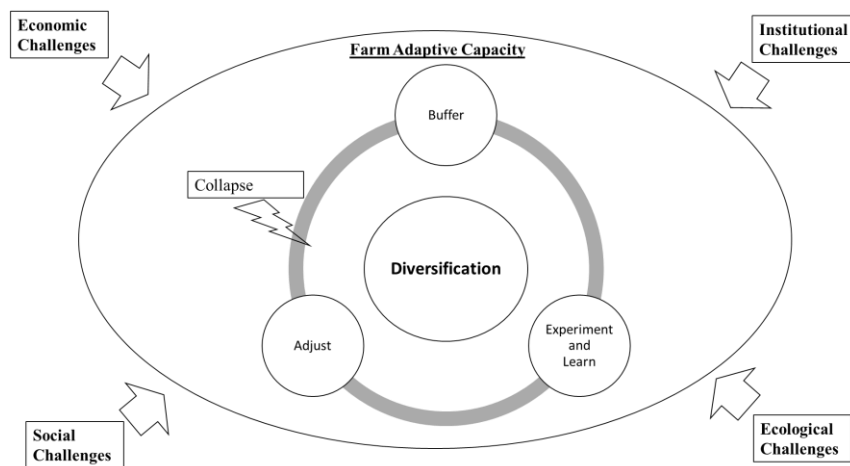 Economic
Challenges
Institutional
Challenges
Farm Adaptive Capacity
Buffer
Collapse
Diversification
Adjust
Experiment
and
Learn
Social
Challenges
Ecological
Challenges